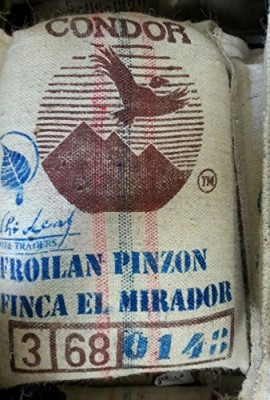 CONDOR
TM
FROILAN PINZON
FINCA EL MIRADOR
3 68 0148